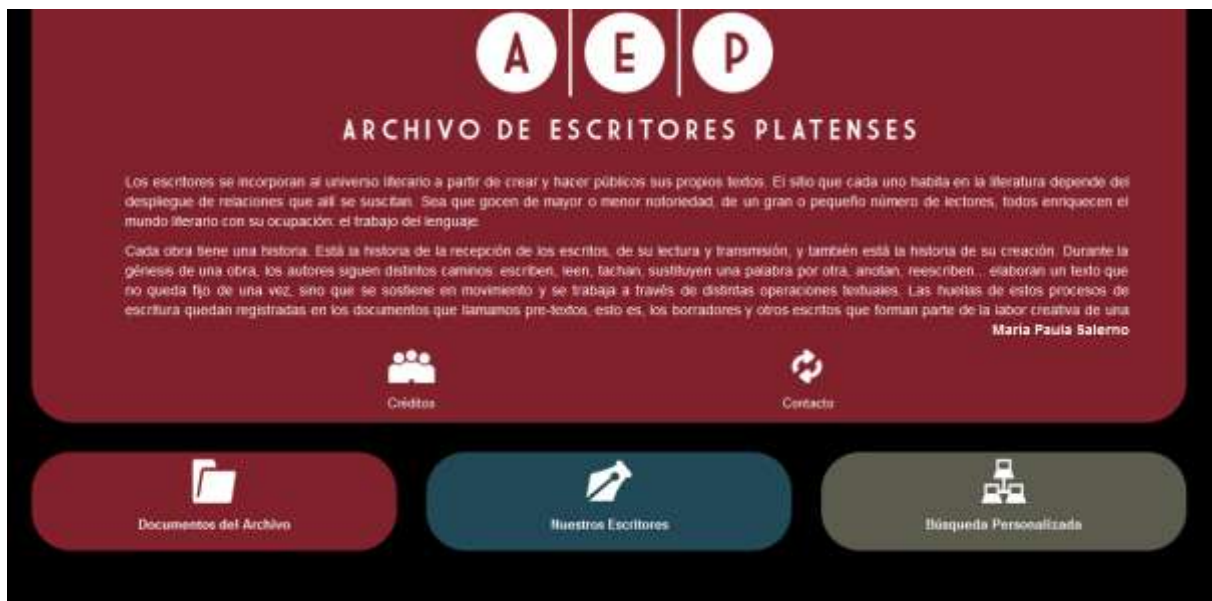 A E P
ARCHIVO DE ESCRITORES PLATENSES
Los escritores se incorporan al universo literario a partir de crear y hacer públicos sus propios textos. El sitio que cada uno habita en la literatura depende del
despliegue de relaciones que allí se suscitan. Sea que gocen de mayor o menor notoriedad, de un gran o pequeño número de lectores, todos enriquecen el
mundo literario con su ocupación: el trabajo del lenguaje.
Cada obra tiene una historia. Está la historia de la recepción de los escritos, de su lectura y transmisión, y también está la historia de su creación. Durante la
génesis de una obra, los autores siguen distintos caminos: escriben, leen, tachan, sustituyen una palabra por otra, anotan, reescriben... elaboran un texto que
no queda fijo de una vez, sino que se sostiene en movimiento y se trabaja a través de distintas operaciones textuales. Las huellas de estos procesos de
escritura quedan registradas en los documentos que llamamos pre-textos, esto es, los borradores y otros escritos que forman parte de la labor creativa de una
María Paula Salerno
Créditos Contacto
Documentos del Archivo Nuestros Escritores Búsqueda Personalizada